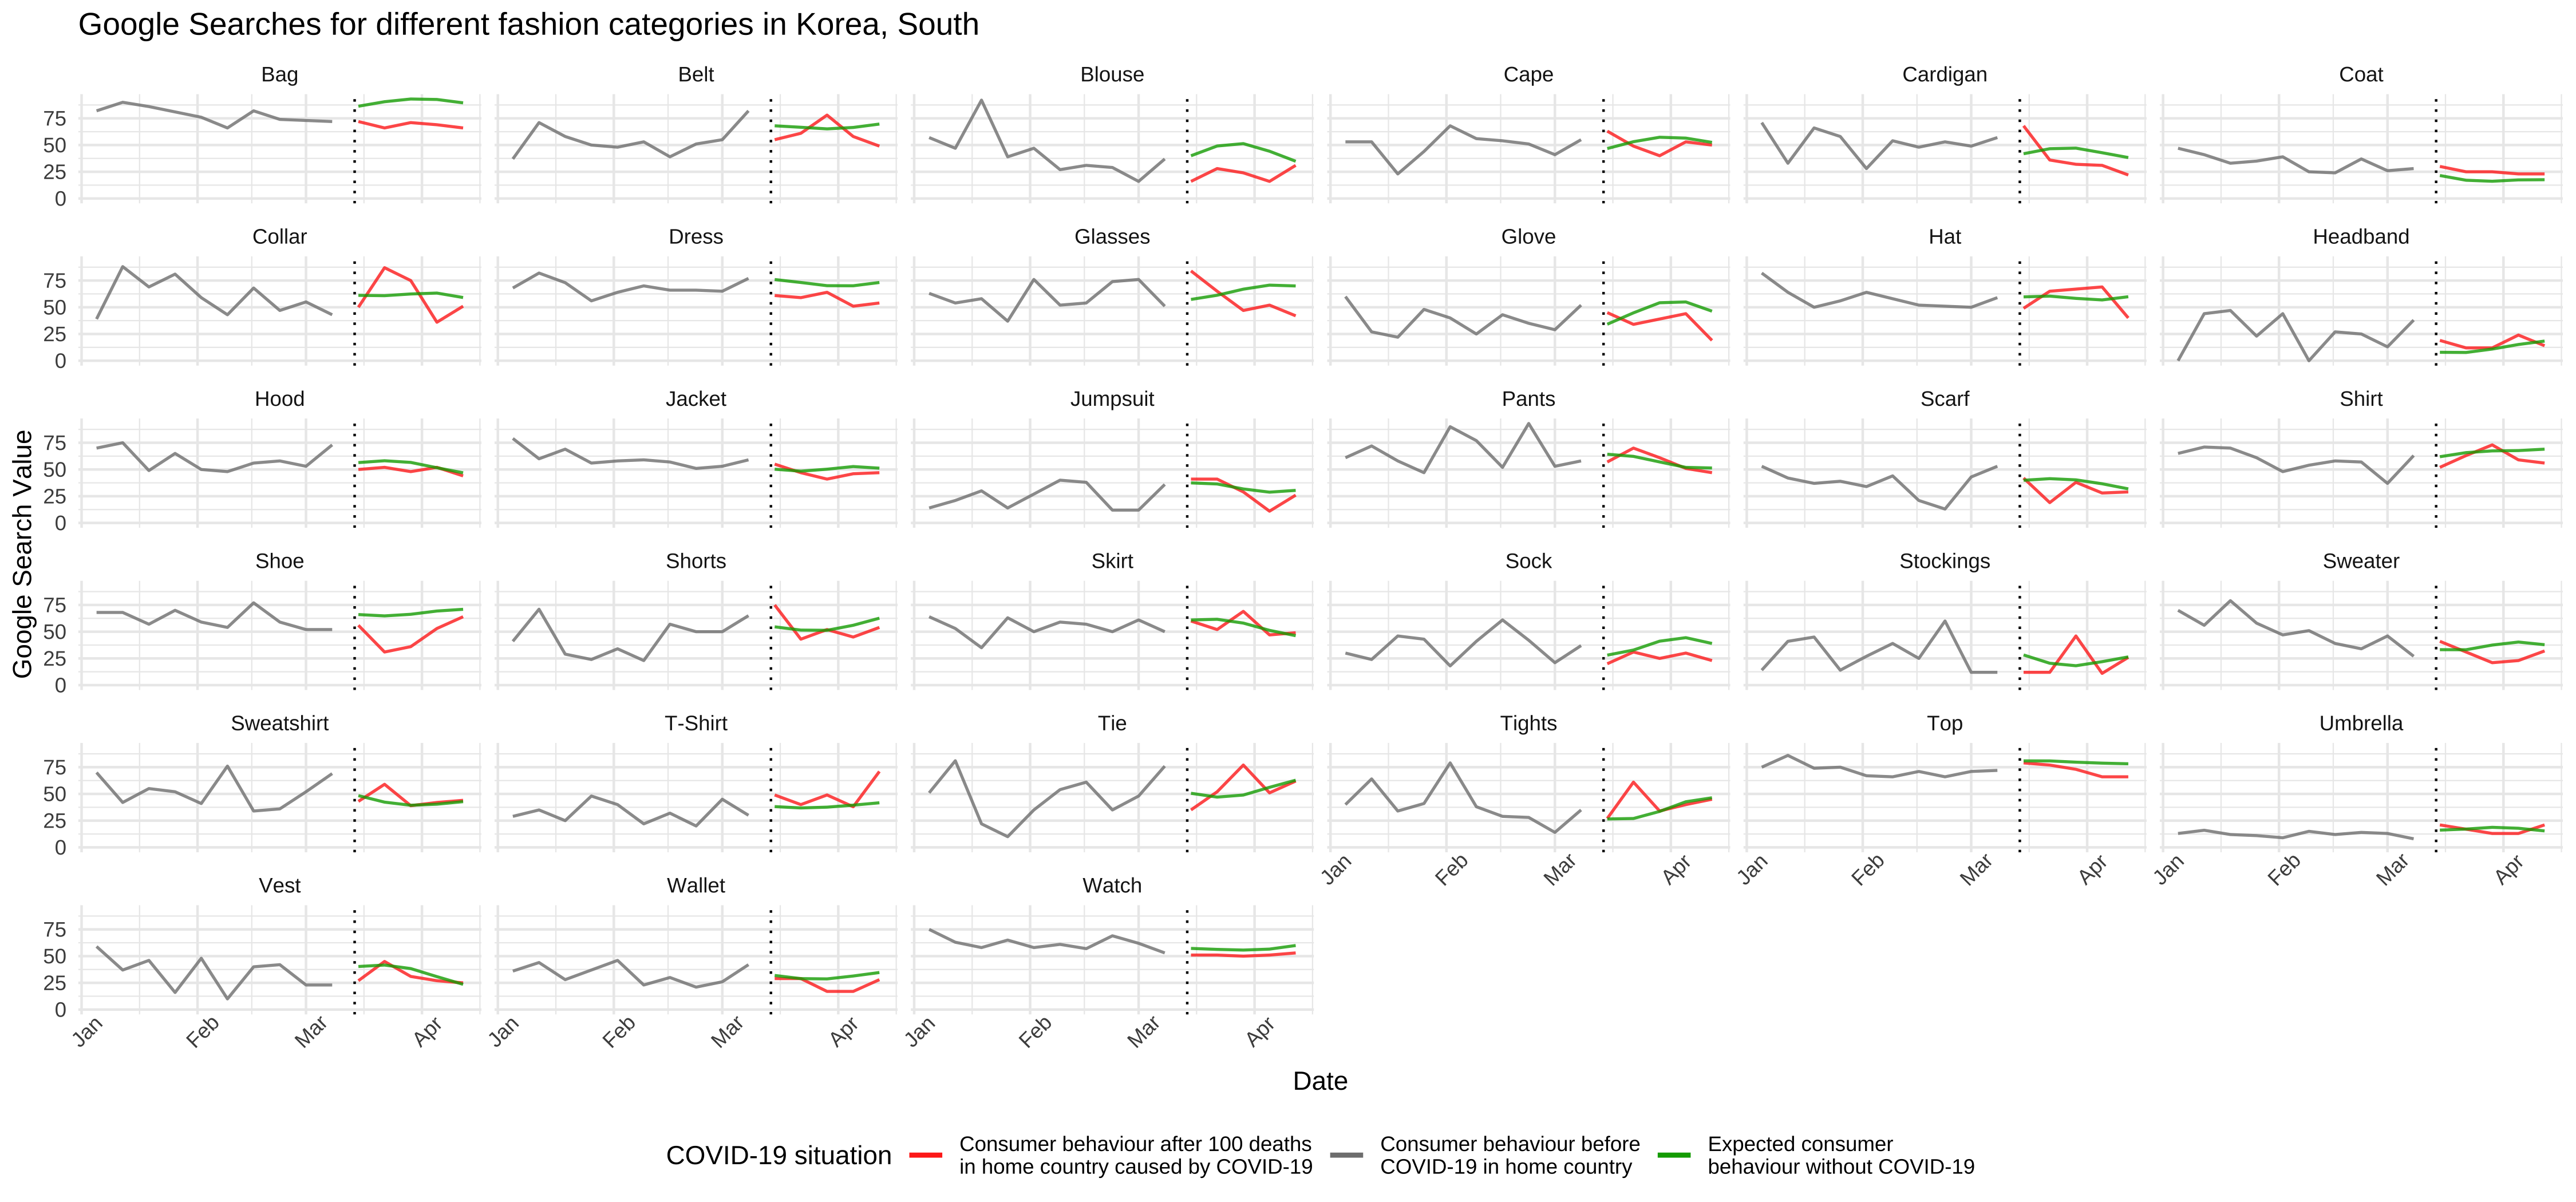 Google Searches for different fashion categories in Korea, South
Bag Belt Blouse Cape Cardigan Coat
75
50
25
0
Collar Dress Glasses Glove Hat Headband
75
50
25
0
Hood Jacket Jumpsuit Pants Scarf Shirt
75
50
25
0
Shoe Shorts Skirt Sock Stockings Sweater
75
50
25
0
Sweatshirt T-Shirt Tie Tights Top Umbrella
75
50
25
0
Jan Feb Mar Apr Jan Feb Mar Apr Jan Feb Mar Apr
Vest Wallet Watch
75
50
25
0
Jan Feb Mar Apr Jan Feb Mar Apr Jan Feb Mar Apr
Google Search Value
Date
COVID-19 situation
Consumer behaviour after 100 deaths
in home country caused by COVID-19
Consumer behaviour before
COVID-19 in home country
Expected consumer
behaviour without COVID-19